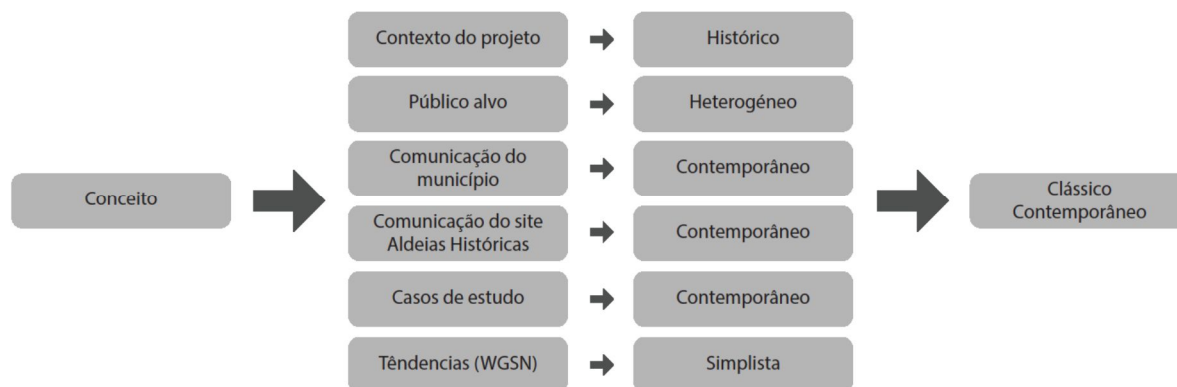 Contexto do projeto
Histórico
Público alvo
Heterogéneo
Comunicação do
município
Contemporâneo
Conceito
Clássico
Contemporâneo
Comunicação do site
Aldeias Históricas
Contemporâneo
Casos de estudo
Contemporâneo
Têndencias (WGSN)
Simplista